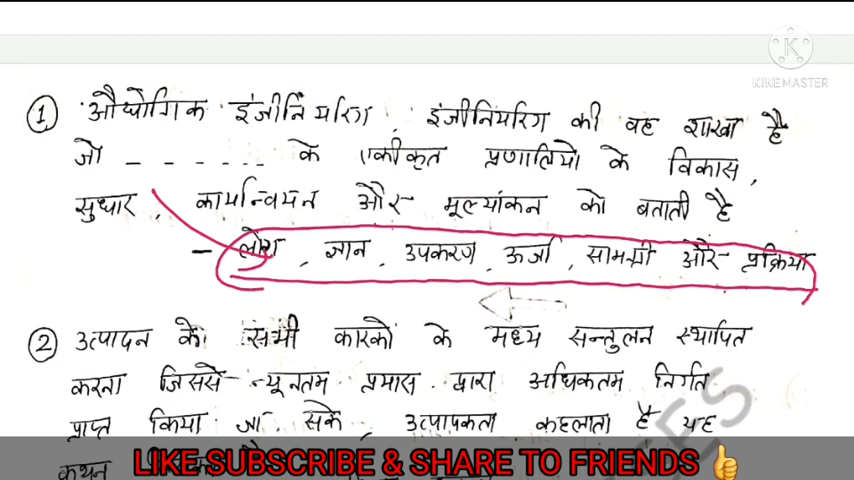 KINEMASTER
① औद्योगिक इंजीनियरिंग, इंजीनियरिंग की वह शाखा है
जो _ _ _ _ _ _ के एकीकृत प्रणालियो के विकास,
सुधार, कार्यान्वयन और मूल्यांकन को बताती है
- लोग, ज्ञान, उपकरण, ऊर्जा, सामग्री और प्रक्रिया
② उत्पादन के सभी कारको के मध्य सन्तुलन स्थापित
करना जिससे न्यूनतम प्रयास द्वारा अधिकतम निर्गत
प्राप्त किया जा सके, उत्पादकता कहलाता है यह
कथन
LIKE SUBSCRIBE & SHARE TO FRIENDS 👍